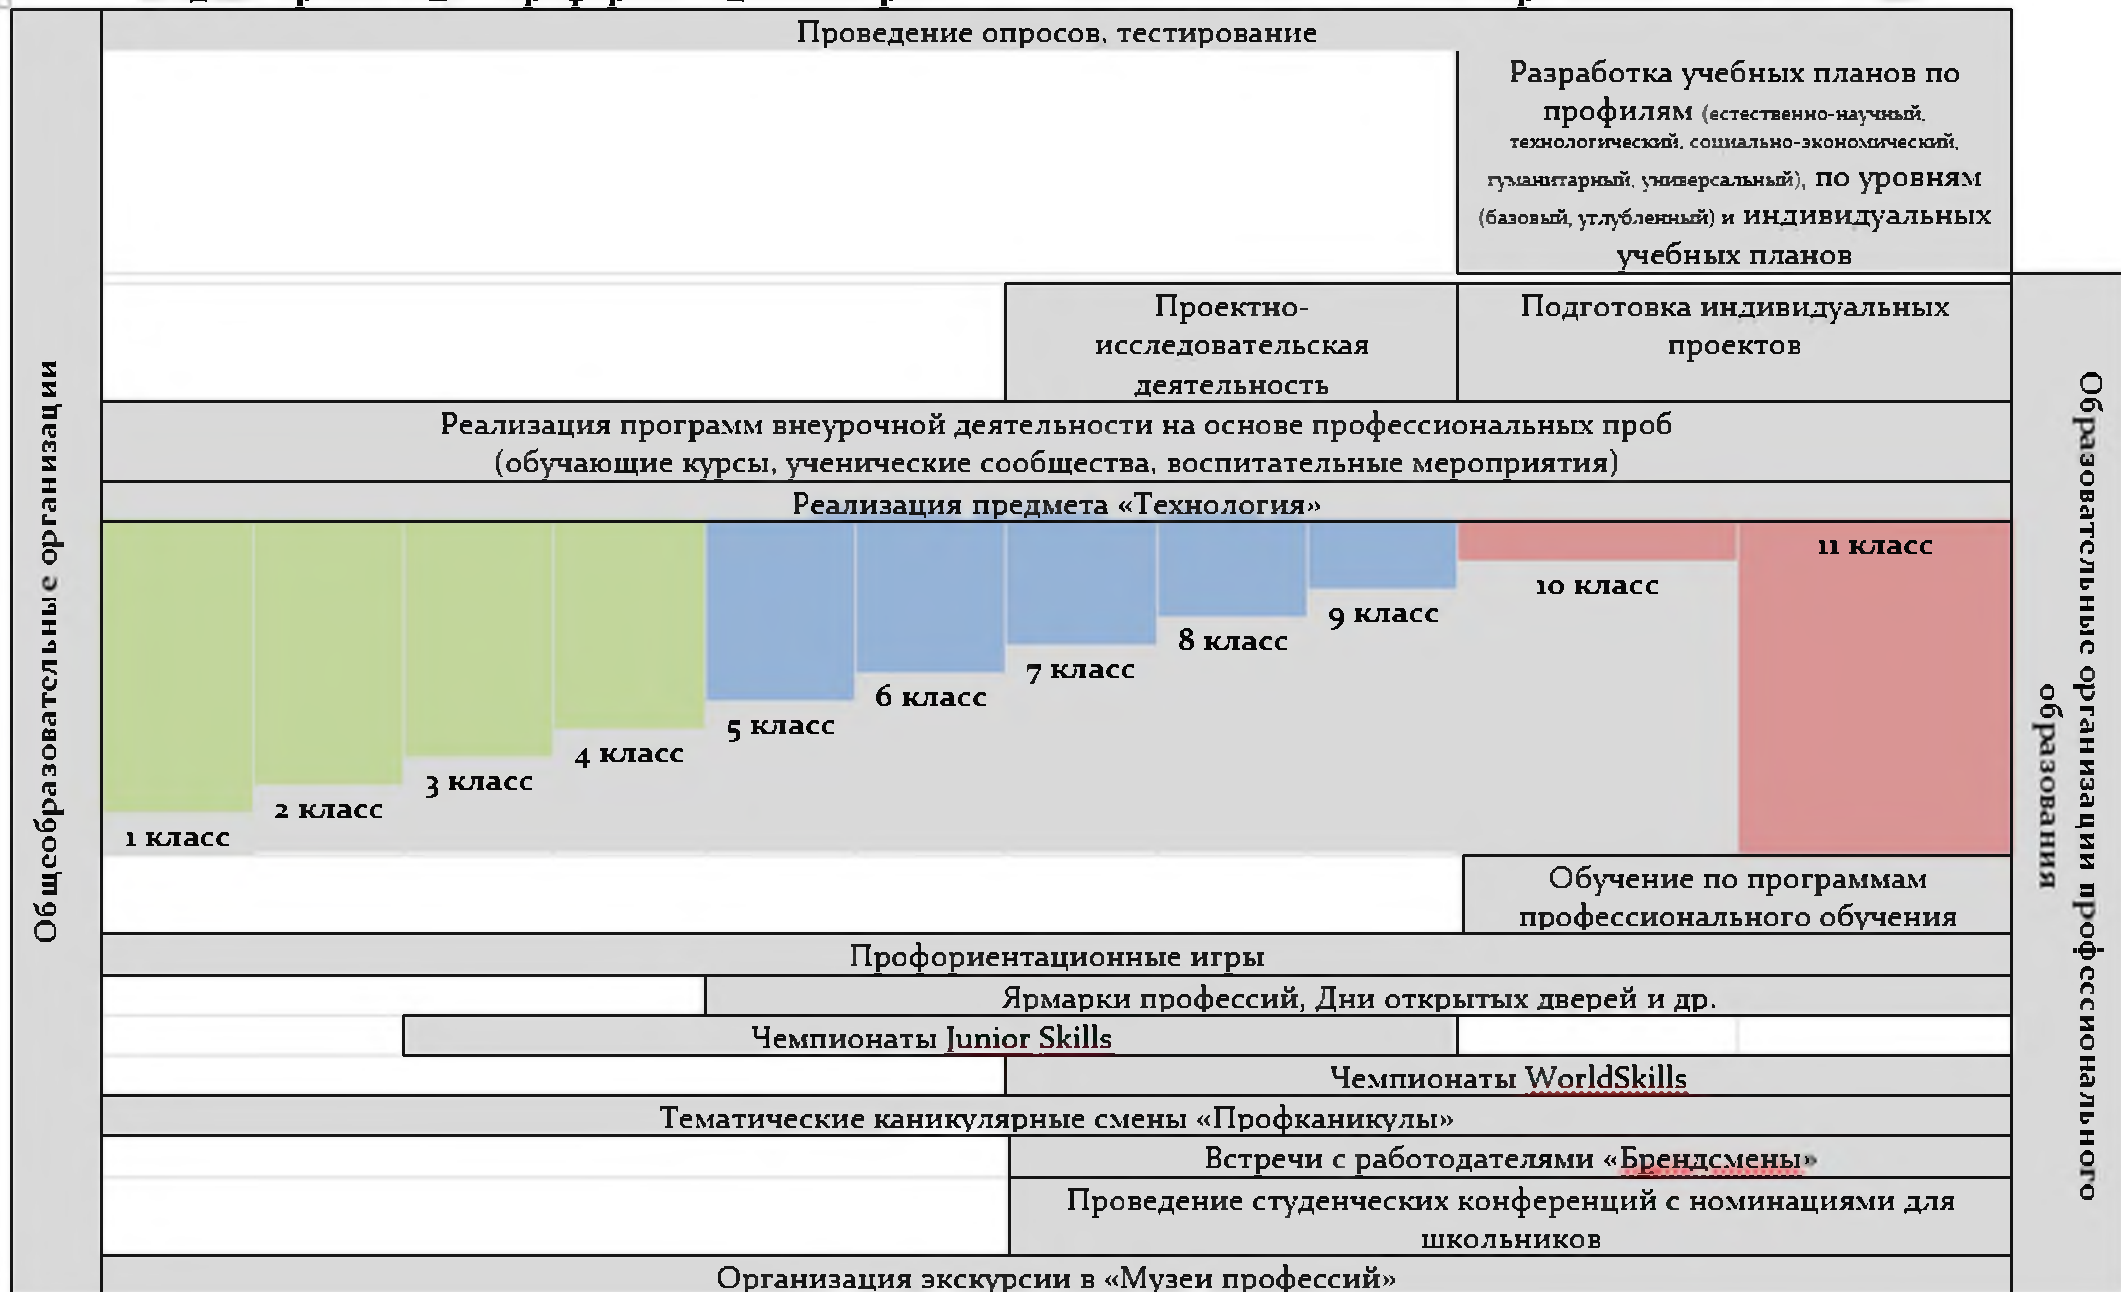 Проведение опросов, тестирование
Разработка учебных планов по
профилям (естественно-научный,
технологический, социально-экономический,
гуманитарный, универсальный), по уровням
(базовый, углубленный) и индивидуальных
учебных планов
Проектно-
исследовательская
деятельность
Подготовка индивидуальных
проектов
Реализация программ внеурочной деятельности на основе профессиональных проб
(обучающие курсы, ученические сообщества, воспитательные мероприятия)
Реализация предмета «Технология»
1 класс
2 класс
3 класс
4 класс
5 класс
6 класс
7 класс
8 класс
9 класс
10 класс
11 класс
Обучение по программам
профессионального обучения
Профориентационные игры
Ярмарки профессий, Дни открытых дверей и др.
Чемпионаты Junior Skills
Чемпионаты WorldSkills
Тематические каникулярные смены «Профканикулы»
Встречи с работодателями «Брендсмены»
Проведение студенческих конференций с номинациями для
школьников
Организация экскурсии в «Музеи профессий»
Общеобразовательные организации
Образовательные организации профессионального
образования